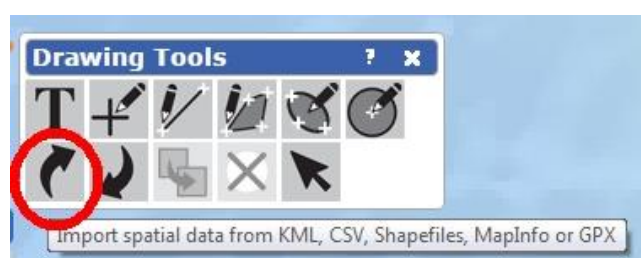 Drawing Tools ? ×
T
Import spatial data from KML, CSV, Shapefiles, MapInfo or GPX